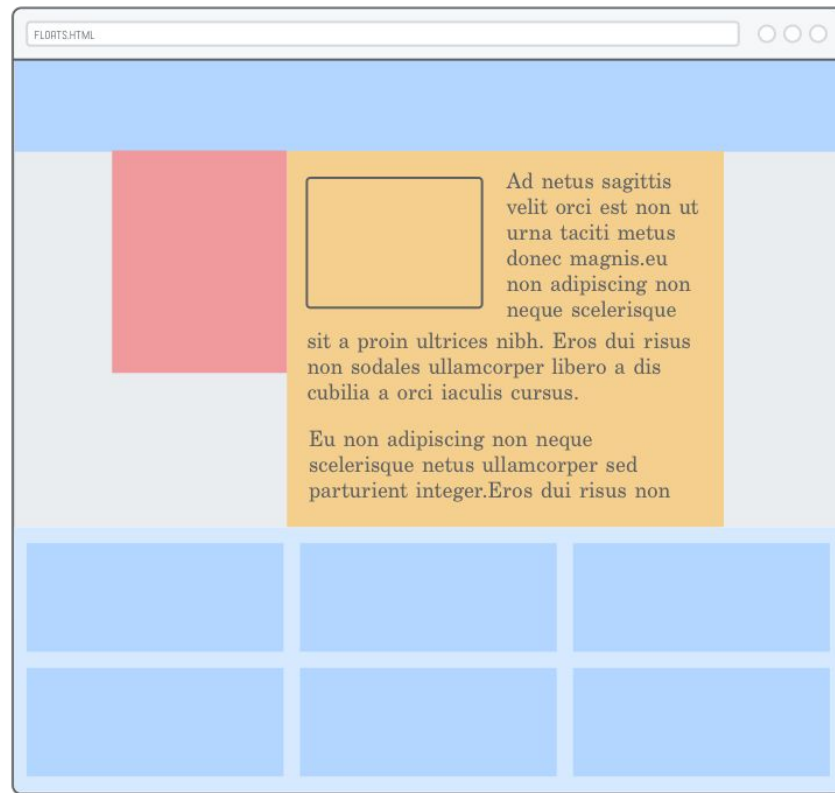 FLOATS.HTML
Ad netus sagittis
velit orci est non ut
urna taciti metus
donec magnis.eu
non adipiscing non
neque scelerisque
sit a proin ultrices nibh. Eros dui risus
non sodales ullamcorper libero a dis
cubilia a orci iaculis cursus.
Eu non adipiscing non neque
scelerisque netus ullamcorper sed
parturient integer.Eros dui risus non